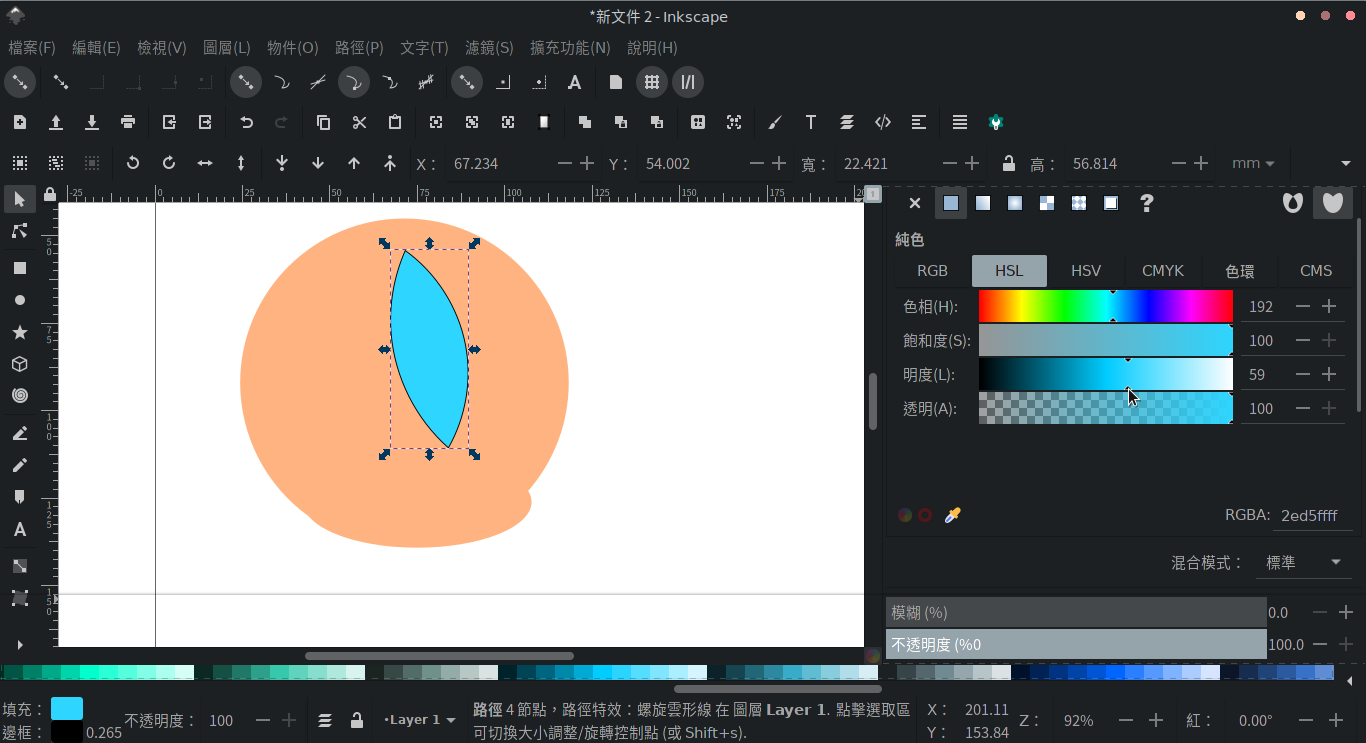 *新文件 2 - Inkscape
檔案(F) 編輯(E) 檢視(V) 圖層(L) 物件(O) 路徑(P) 文字(T) 濾鏡(S) 擴充功能(N) 說明(H)
X： 67.234 Y： 54.002 寬： 22.421 高： 56.814 mm
-25 0 25 50 75 100 125 150 175 20
1
50
75
100
125
150
純色
RGB HSL HSV CMYK 色環 CMS
色相(H): 192
飽和度(S): 100
明度(L): 59
透明(A): 100
RGBA: 2ed5ffff
混合模式： 標準
模糊 (%) 0.0
不透明度 (%0 100.0
填充： 不透明度： 100 •Layer 1 路徑 4 節點，路徑特效：螺旋雲形線 在 圖層 Layer 1. 點擊選取區 X： 201.11 Z： 92% 紅： 0.00°
邊框： 0.265 可切換大小調整/旋轉控制點 (或 Shift+s). Y： 153.84